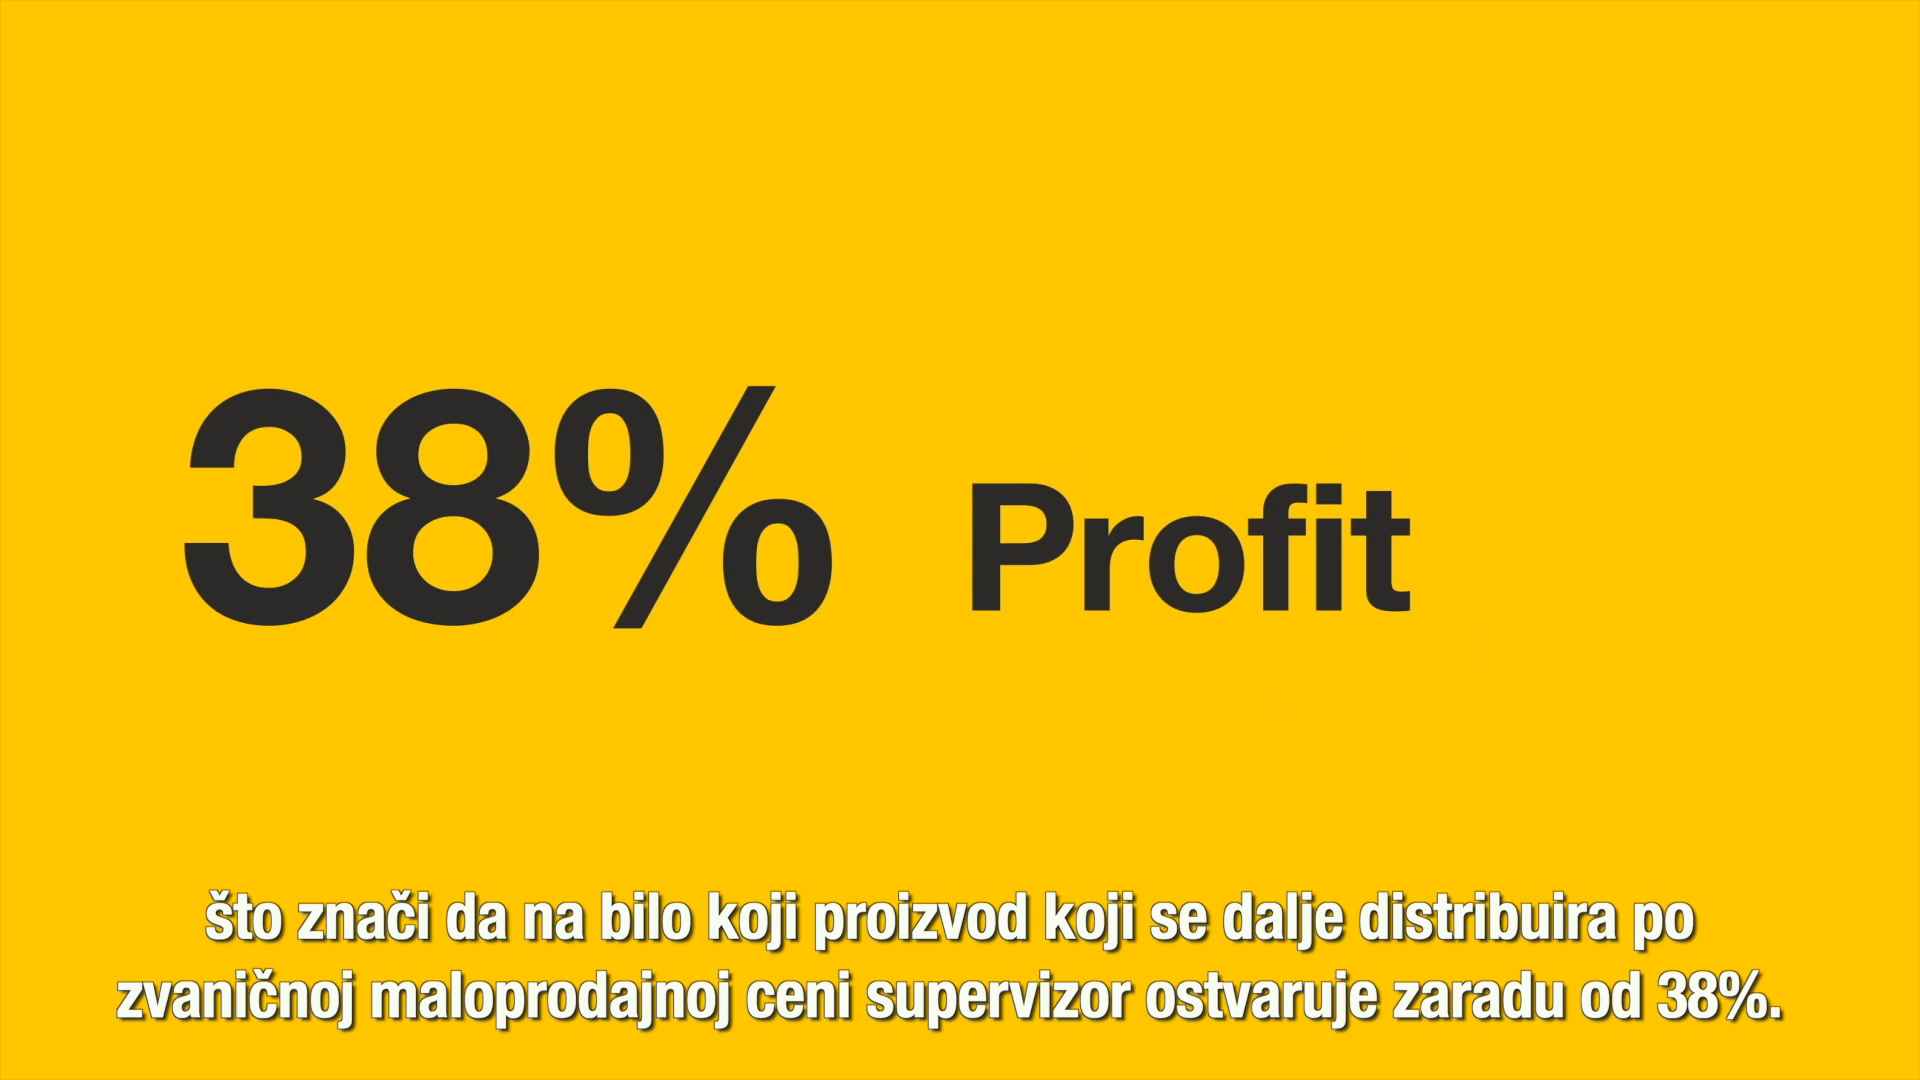 38% Profit
što znači da na bilo koji proizvod koji se dalje distribuira po
zvaničnoj maloprodajnoj ceni supervizor ostvaruje zaradu od 38%.